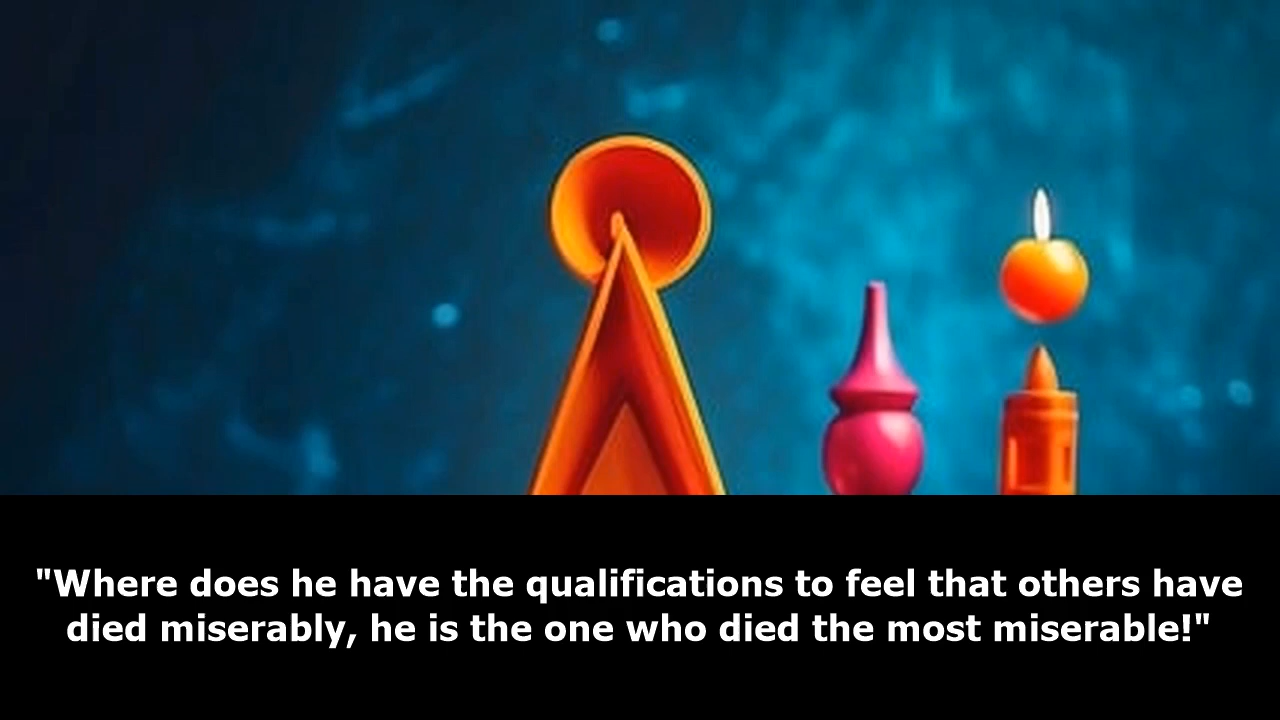 "Where does he have the qualifications to feel that others have
died miserably, he is the one who died the most miserable!"